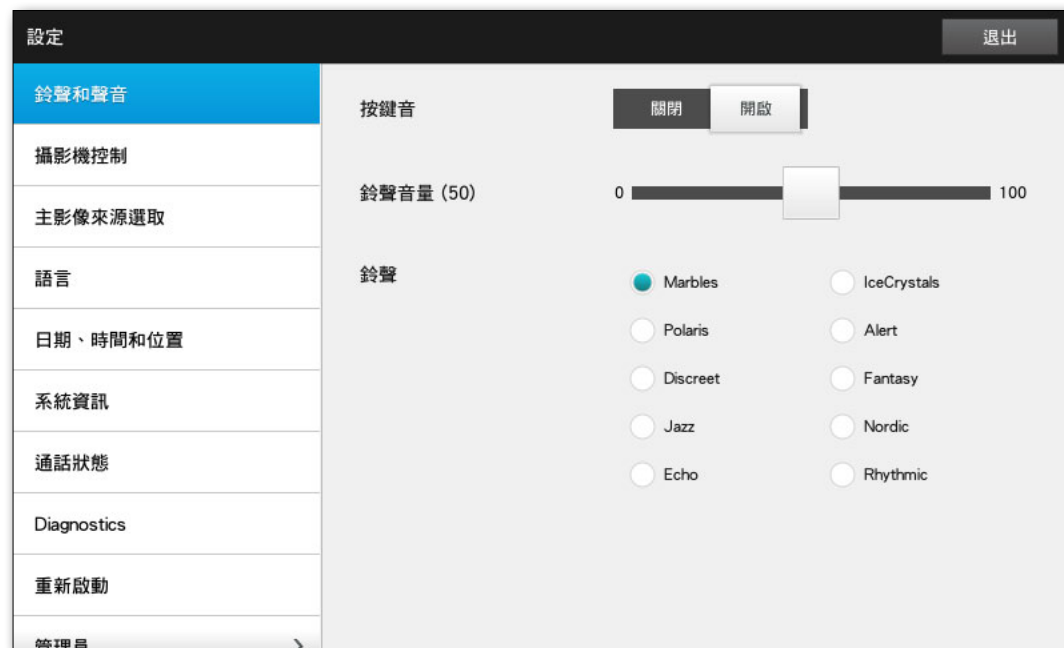 設定
退出
鈴聲和聲音
攝影機控制
主影像來源選取
語言
日期、時間和位置
系統資訊
通話狀態
Diagnostics
重新啟動
管理員
按鍵音
關閉 開啟
鈴聲音量 (50)
0 100
鈴聲
Marbles IceCrystals
Polaris Alert
Discreet Fantasy
Jazz Nordic
Echo Rhythmic